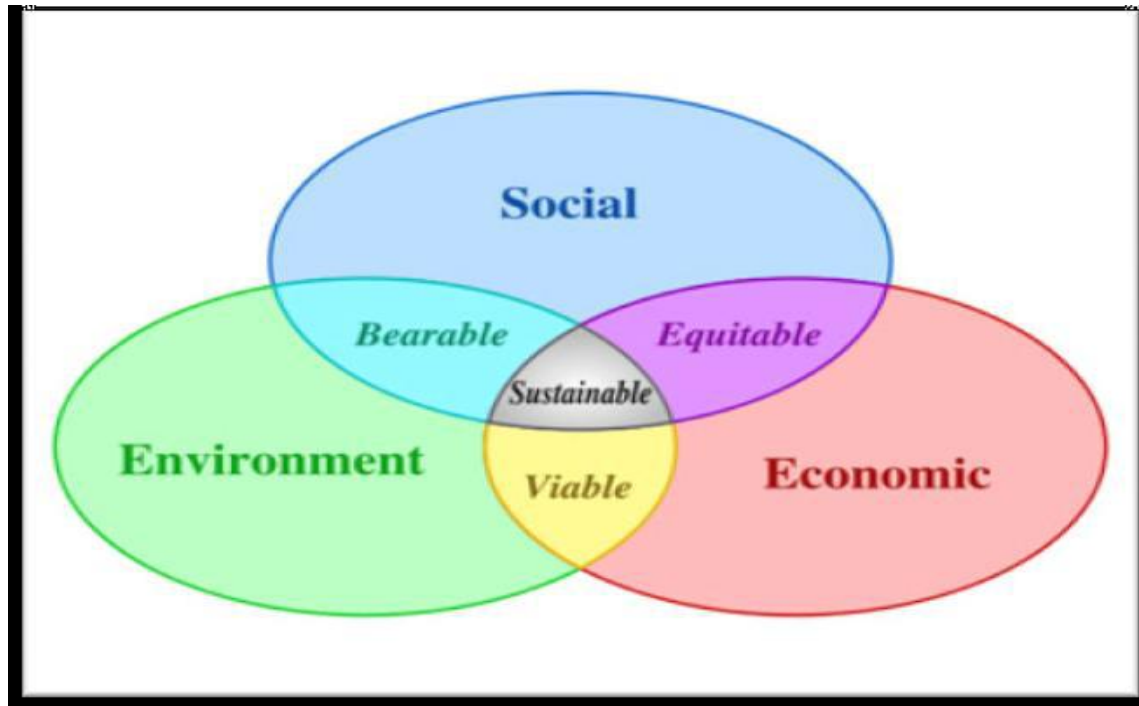 Social
Bearable
Equitable
Sustainable
Environment
Economic
Viable